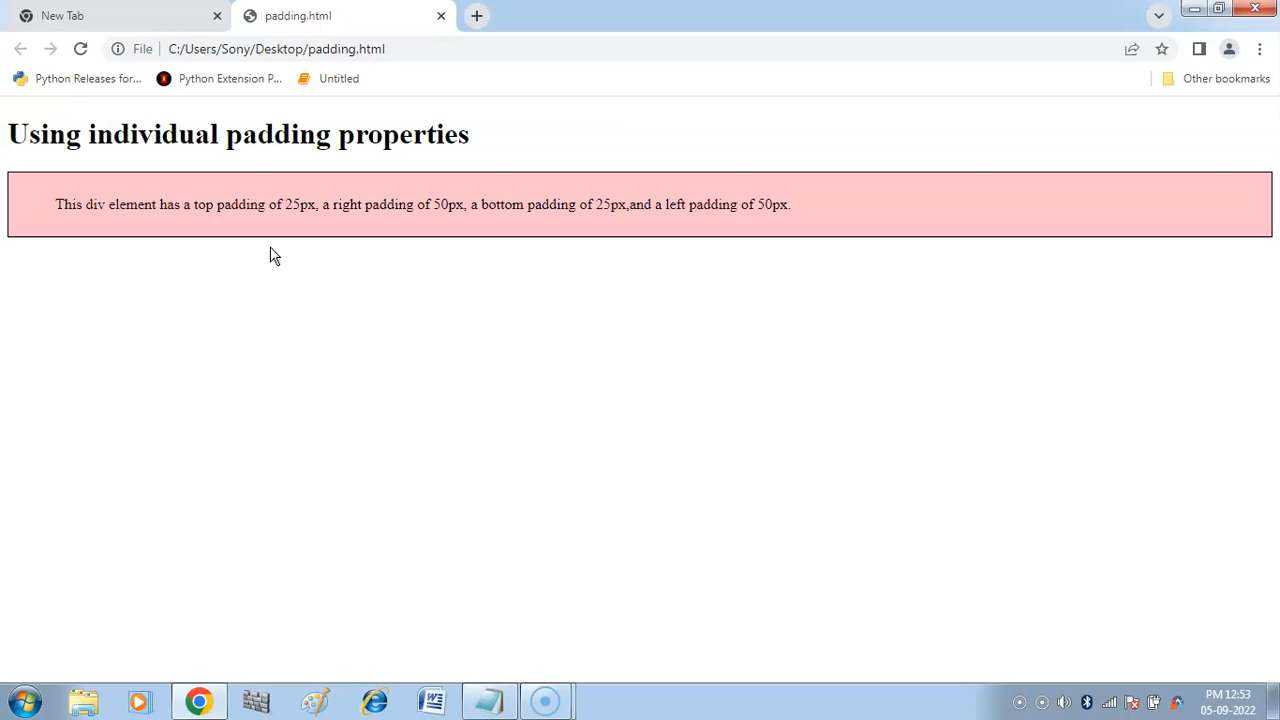 New Tab
padding.html
File
C:/Users/Sony/Desktop/padding.html
Python Releases for...
Python Extension P...
Untitled
Other bookmarks
Using individual padding properties
This div element has a top padding of 25px, a right padding of 50px, a bottom padding of 25px,and a left padding of 50px.
PM 12:53
05-09-2022